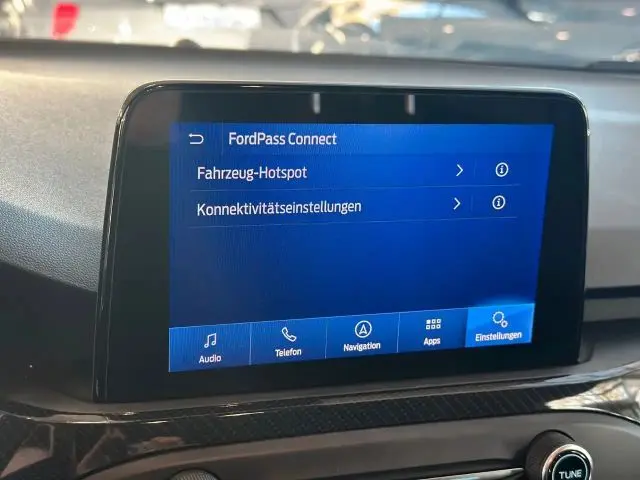 FordPass Connect
Fahrzeug-Hotspot
Konnektivitätseinstellungen
Audio
Telefon
Navigation
Apps
Einstellungen
TUNE